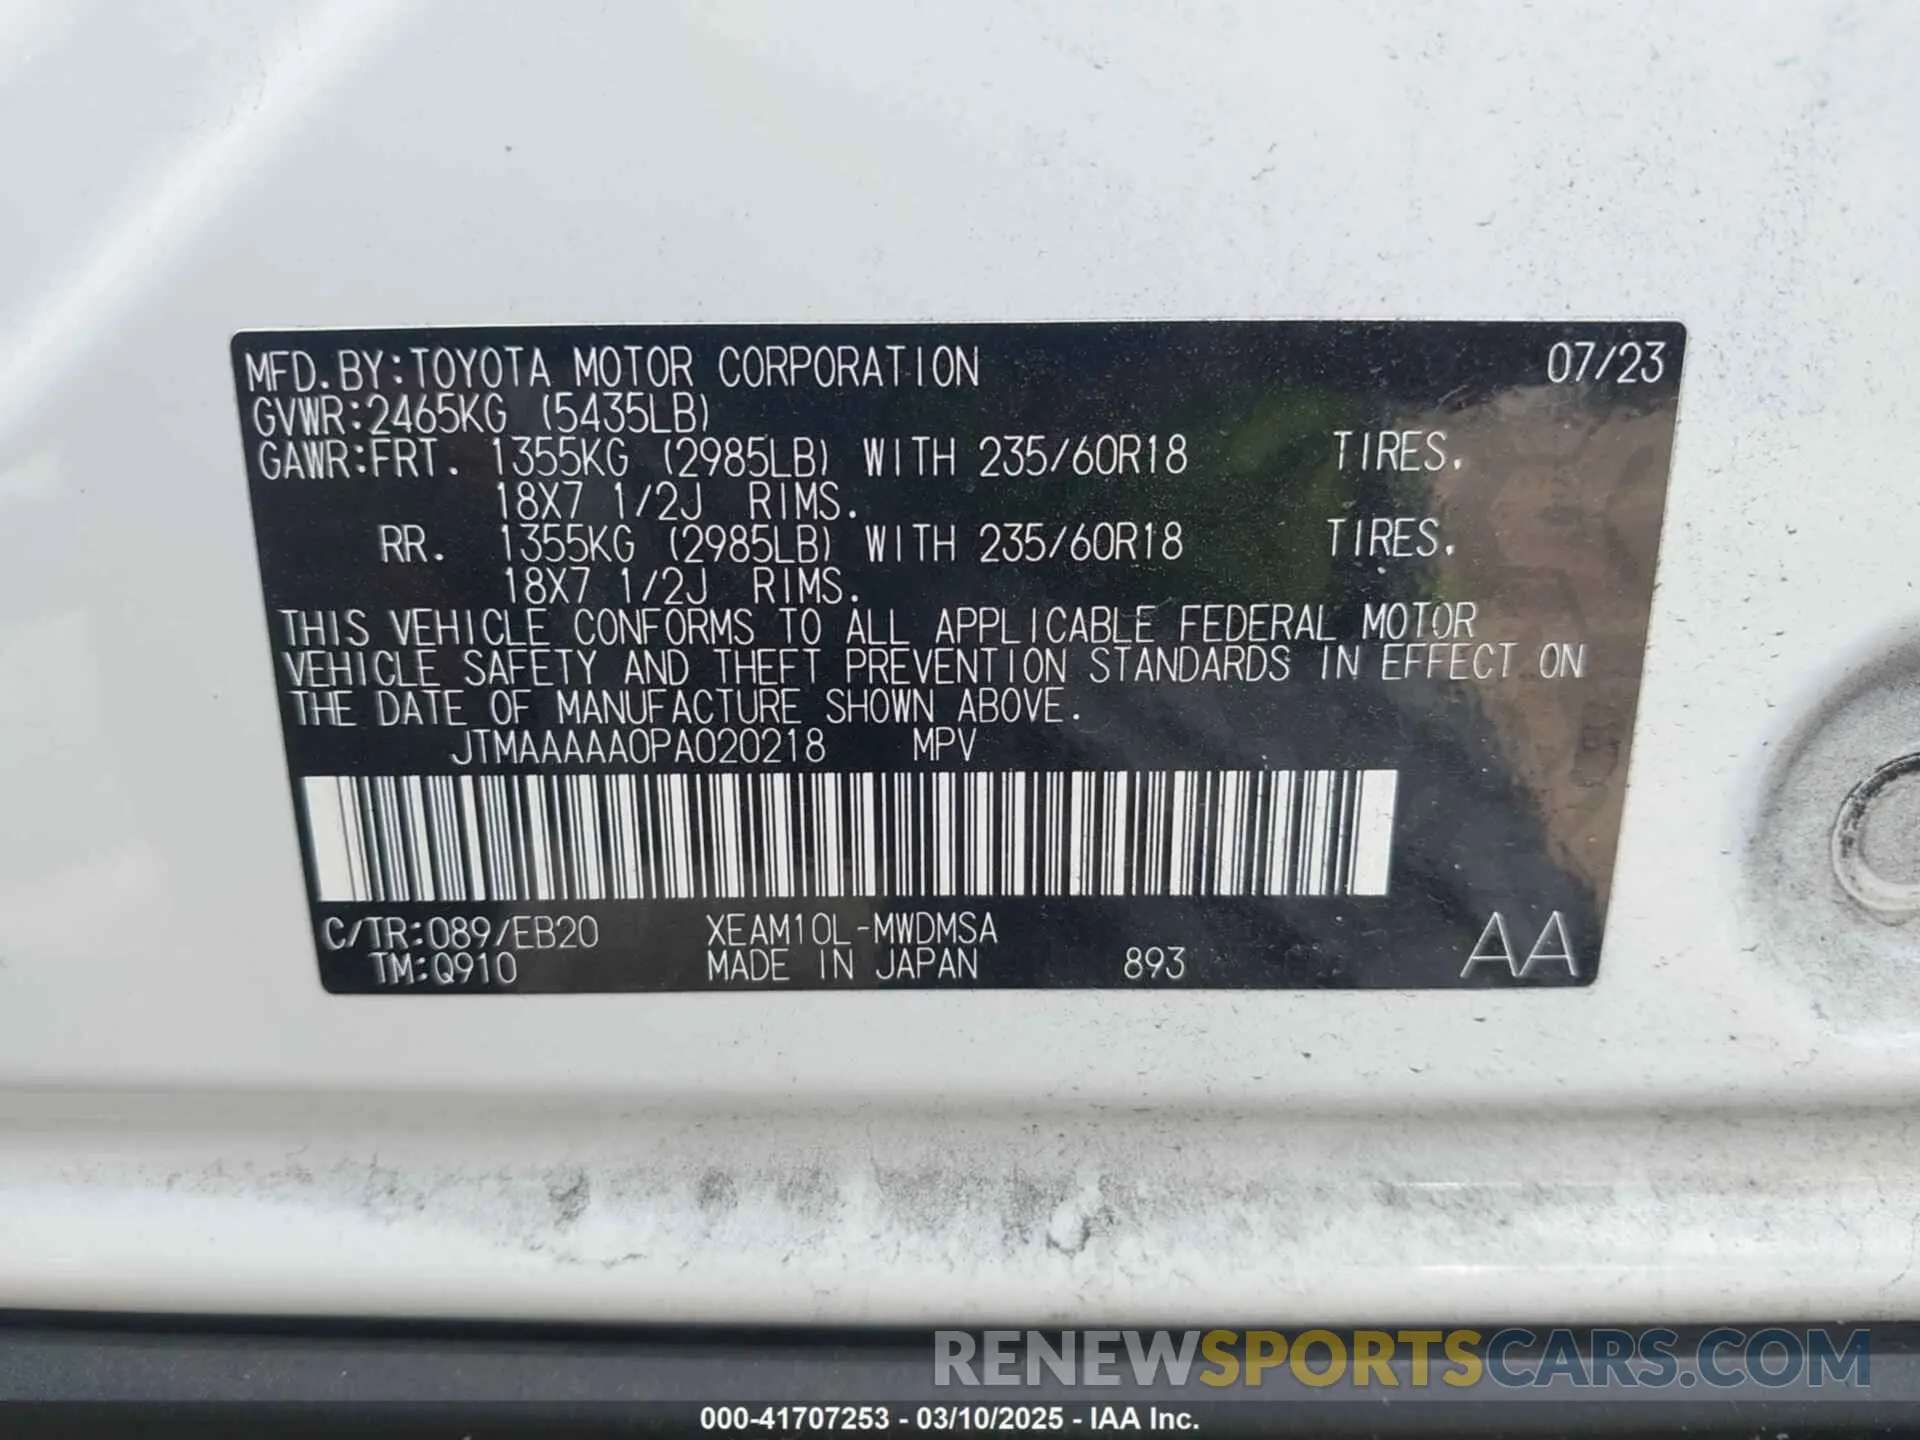 MFD.BY:TOYOTA MOTOR CORPORATION 07/23
GVWR:2465KG (5435LB)
GAWR:FRT. 1355KG (2985LB) WITH 235/60R18 TIRES.
18X7 1/2J RIMS.
RR. 1355KG (2985LB) WITH 235/60R18 TIRES.
18X7 1/2J RIMS.
THIS VEHICLE CONFORMS TO ALL APPLICABLE FEDERAL MOTOR
VEHICLE SAFETY AND THEFT PREVENTION STANDARDS IN EFFECT ON
THE DATE OF MANUFACTURE SHOWN ABOVE.
JTMAAAAA0PA020218 MPV
C/TR:089/EB20 XEAM10L-MWDMSA AA
TM:Q910 MADE IN JAPAN 893
RENEWSPORTSCARS.COM
000-41707253 - 03/10/2025 - IAA Inc.